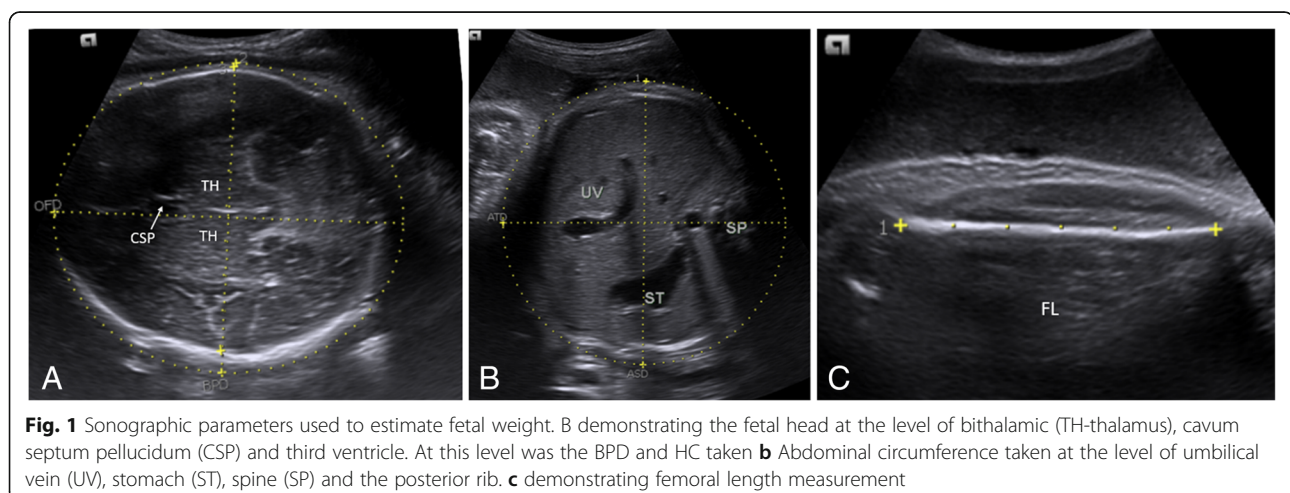 TH
OFD
CSP
TH
BPD
A
1
UV
ATD
SP
ST
ASD
B
1
FL
C
Fig. 1 Sonographic parameters used to estimate fetal weight. B demonstrating the fetal head at the level of bithalamic (TH-thalamus), cavum
septum pellucidum (CSP) and third ventricle. At this level was the BPD and HC taken b Abdominal circumference taken at the level of umbilical
vein (UV), stomach (ST), spine (SP) and the posterior rib. c demonstrating femoral length measurement